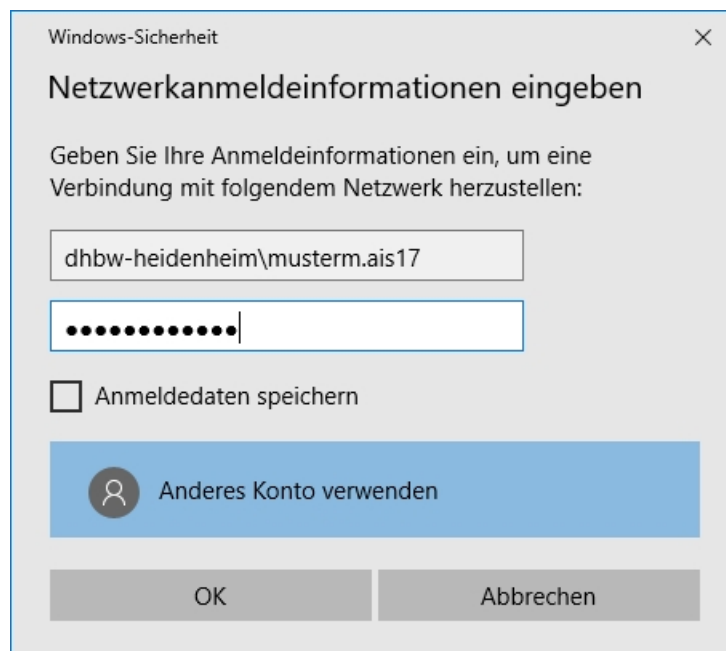 Windows-Sicherheit
Netzwerkanmeldeinformationen eingeben
Geben Sie Ihre Anmeldeinformationen ein, um eine
Verbindung mit folgendem Netzwerk herzustellen:
dhbw-heidenheim\musterm.ais17
●●●●●●●●●●●●
Anmeldedaten speichern
Anderes Konto verwenden
OK
Abbrechen